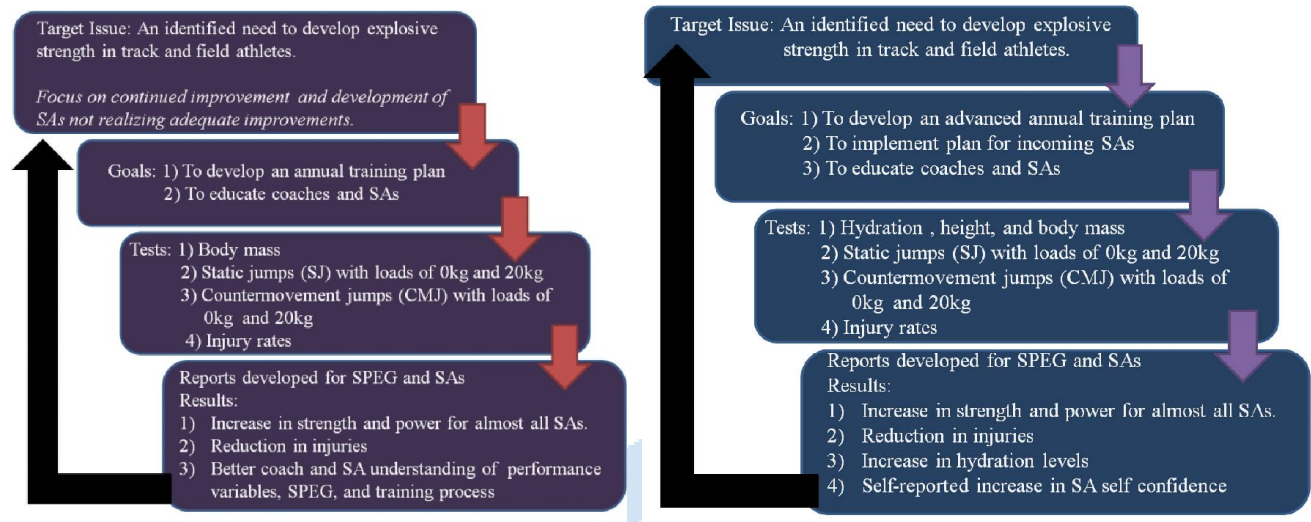 Target Issue: An identified need to develop explosive
strength in track and field athletes.
Focus on continued improvement and development of
SAs not realizing adequate improvements.
Goals: 1) To develop an annual training plan
2) To educate coaches and SAs
Tests: 1) Body mass
2) Static jumps (SJ) with loads of 0kg and 20kg
3) Countermovement jumps (CMJ) with loads of
0kg and 20kg
4) Injury rates
Reports developed for SPEG and SAs
Results:
1) Increase in strength and power for almost all SAs.
2) Reduction in injuries
3) Better coach and SA understanding of performance
variables, SPEG, and training process
Target Issue: An identified need to develop explosive
strength in track and field athletes.
Goals: 1) To develop an advanced annual training plan
2) To implement plan for incoming SAs
3) To educate coaches and SAs
Tests: 1) Hydration , height, and body mass
2) Static jumps (SJ) with loads of 0kg and 20kg
3) Countermovement jumps (CMJ) with loads of
0kg and 20kg
4) Injury rates
Reports developed for SPEG and SAs
Results:
1) Increase in strength and power for almost all SAs.
2) Reduction in injuries
3) Increase in hydration levels
4) Self-reported increase in SA self confidence